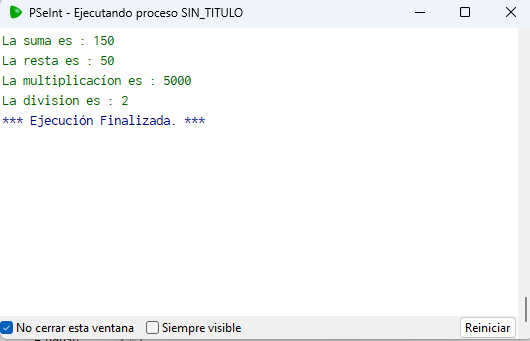 PSeInt - Ejecutando proceso SIN_TITULO
La suma es : 150
La resta es : 50
La multiplicacion es : 5000
La division es : 2
*** Ejecución Finalizada. ***
No cerrar esta ventana Siempre visible Reiniciar